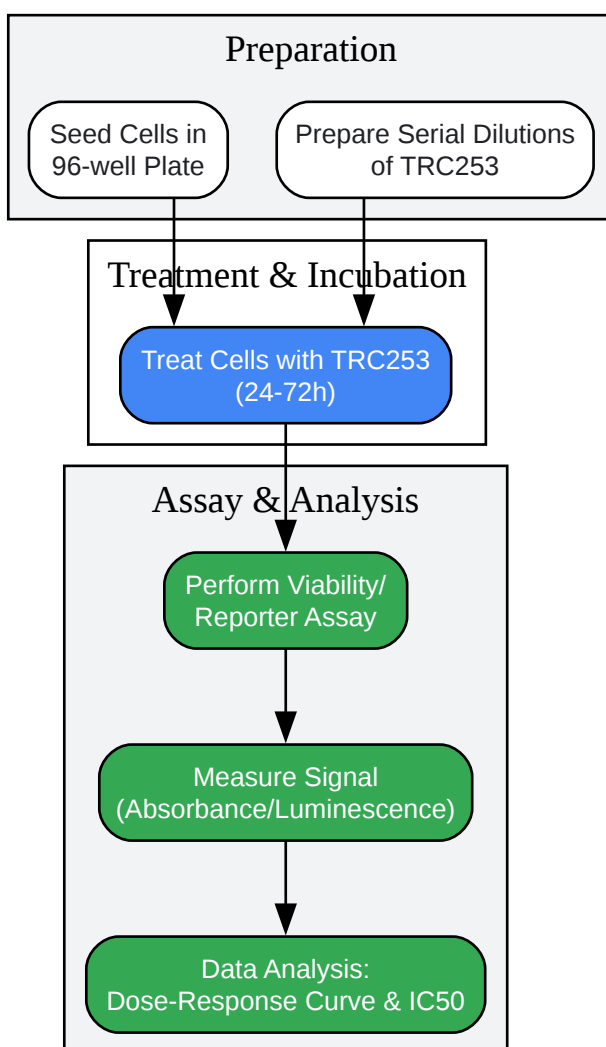 Preparation
Seed Cells in
96-well Plate
Prepare Serial Dilutions
of TRC253
Treatment & Incubation
Treat Cells with TRC253
(24-72h)
Assay & Analysis
Perform Viability/
Reporter Assay
Measure Signal
(Absorbance/Luminescence)
Data Analysis:
Dose-Response Curve & IC50